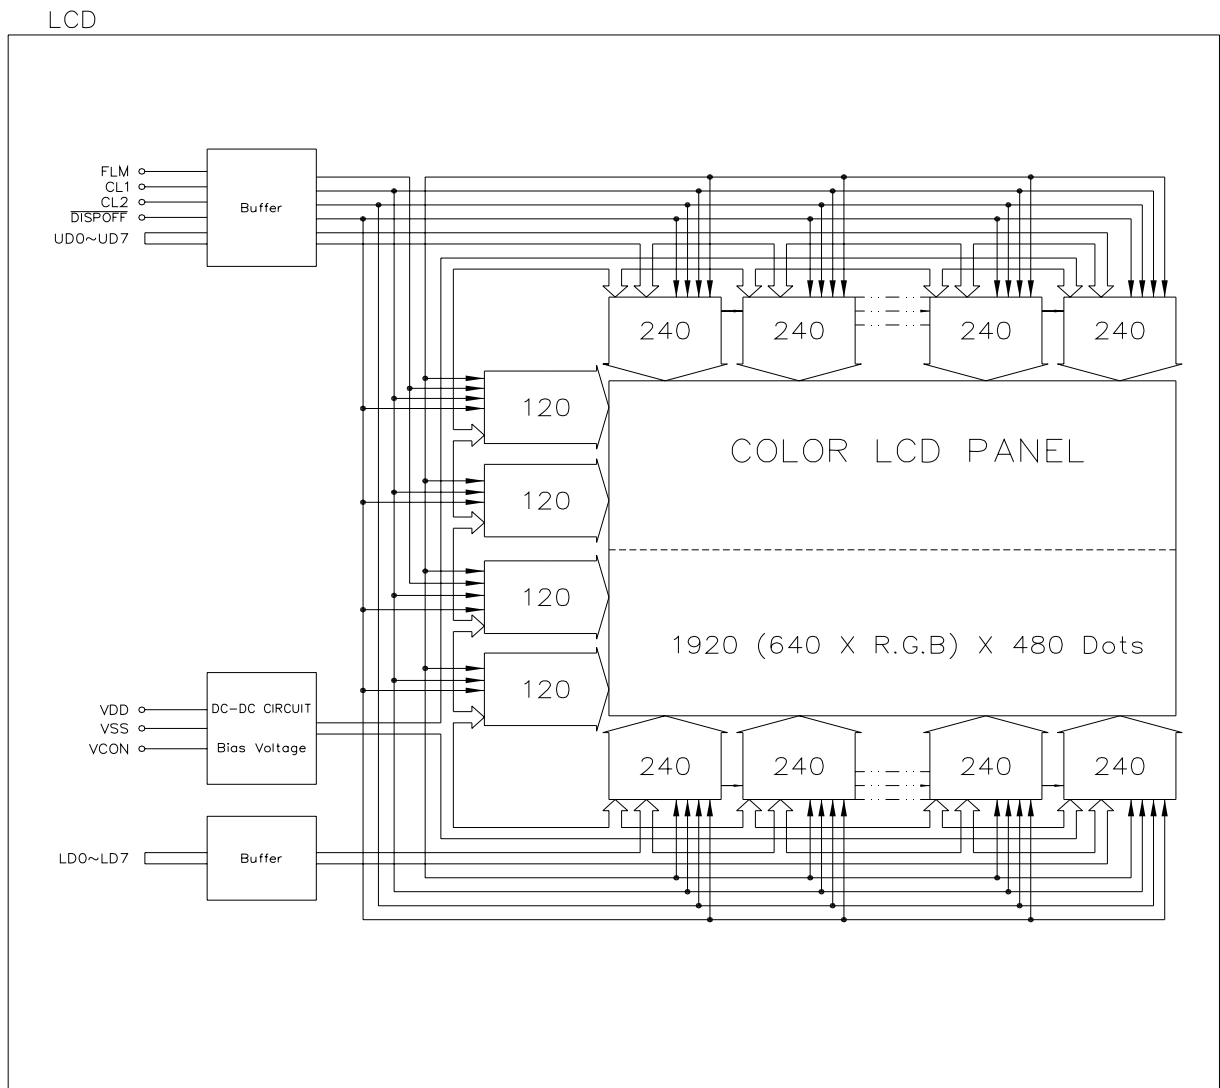 LCD
FLM
CL1
CL2
DISPOFF
UD0~UD7
Buffer
240
240
240
240
120
120
120
120
COLOR LCD PANEL
1920 (640 X R.G.B) X 480 Dots
VDD
VSS
VCON
DC-DC CIRCUIT
Bias Voltage
240
240
240
240
LD0~LD7
Buffer